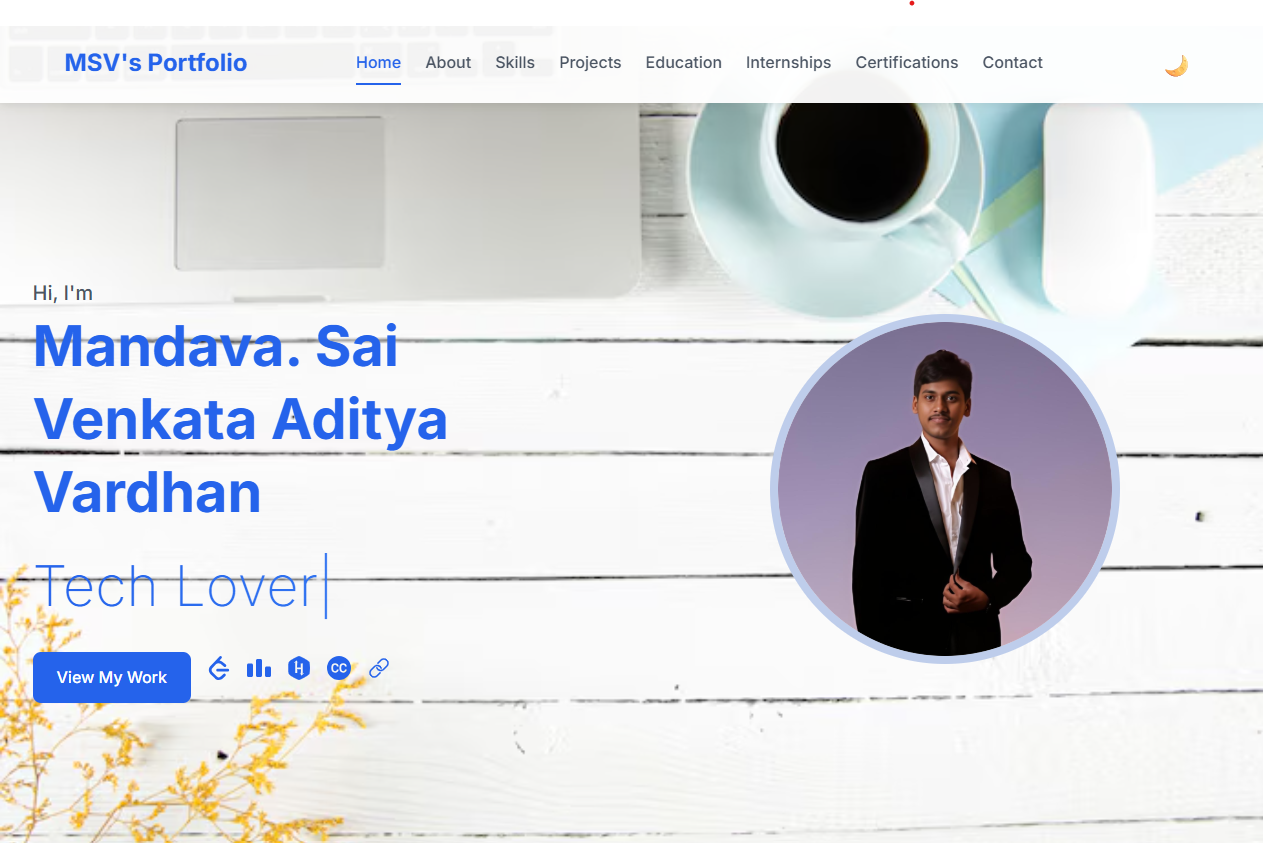 MSV's Portfolio
Home About Skills Projects Education Internships Certifications Contact
Hi, I'm
Mandava. Sai
Venkata Aditya
Vardhan
Tech Lover
View My Work
H
CC